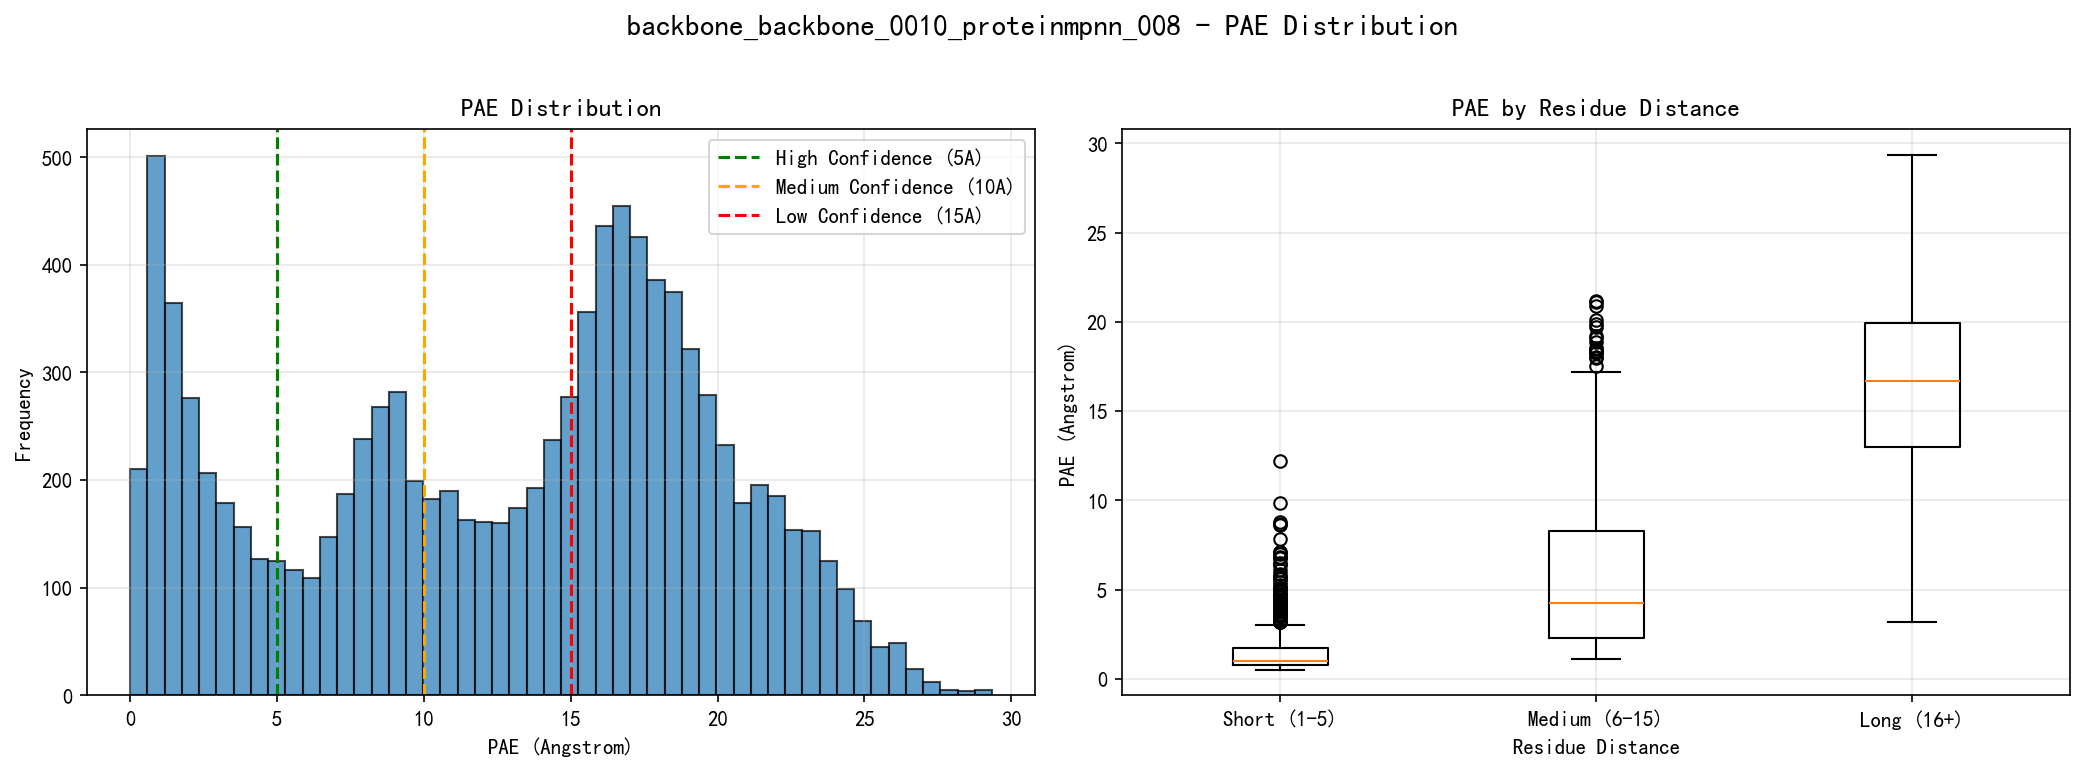 backbone_backbone_0010_proteinmpnn_008 - PAE Distribution
PAE Distribution
500
400
300
200
100
0
Frequency
0 5 10 15 20 25 30
PAE (Angstrom)
High Confidence (5A)
Medium Confidence (10A)
Low Confidence (15A)
PAE by Residue Distance
30
25
20
15
10
5
0
PAE (Angstrom)
Short (1-5) Medium (6-15) Long (16+)
Residue Distance